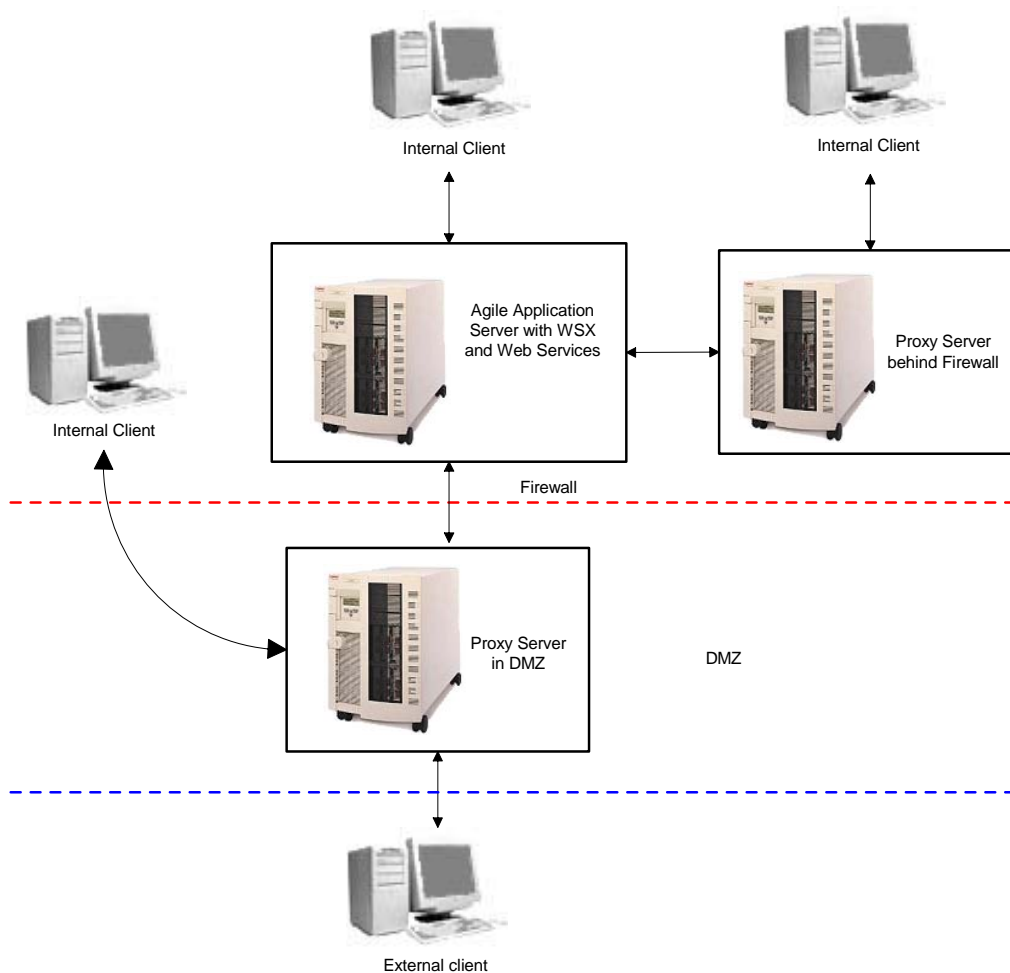 Internal Client
Internal Client
Agile Application
Server with WSX
and Web Services
Proxy Server
behind Firewall
Internal Client
Firewall
Proxy Server
in DMZ
DMZ
External client